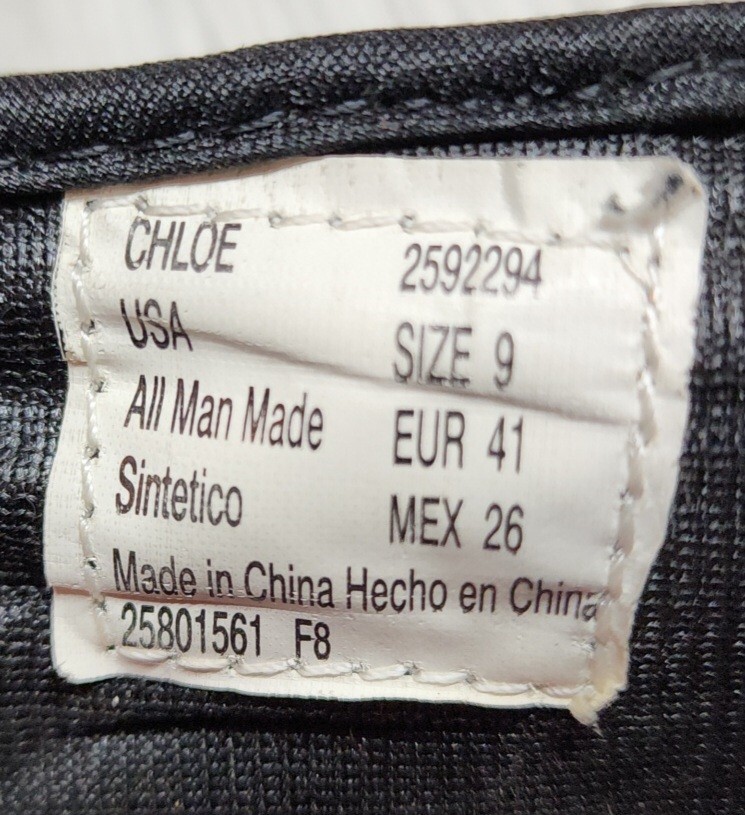 CHLOE 2592294
USA SIZE 9
All Man Made EUR 41
Sintetico MEX 26
Made in China Hecho en China
25801561 F8